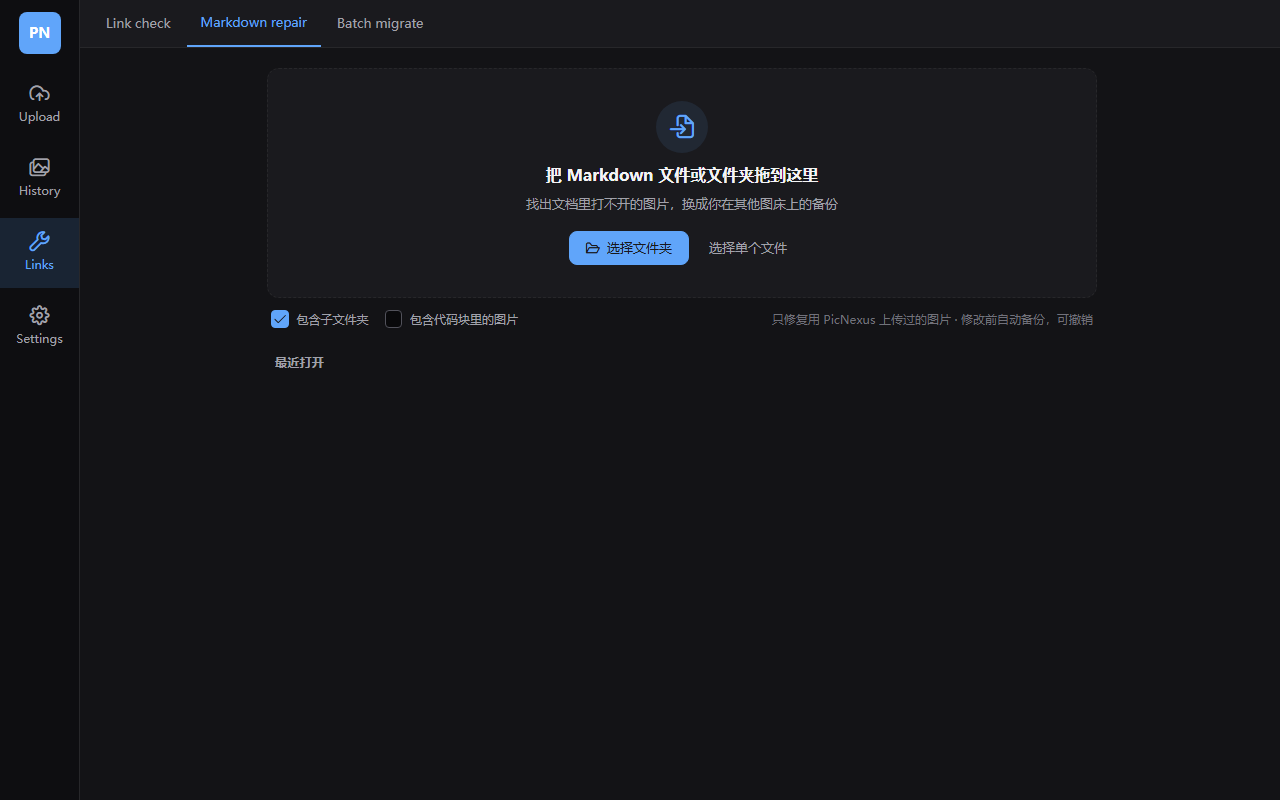 PN
Upload
History
Links
Settings
Link check
Markdown repair
Batch migrate
把 Markdown 文件或文件夹拖到这里
找出文档里打不开的图片，换成你在其他图床上的备份
选择文件夹
选择单个文件
包含子文件夹
包含代码块里的图片
只修复用 PicNexus 上传过的图片 · 修改前自动备份，可撤销
最近打开